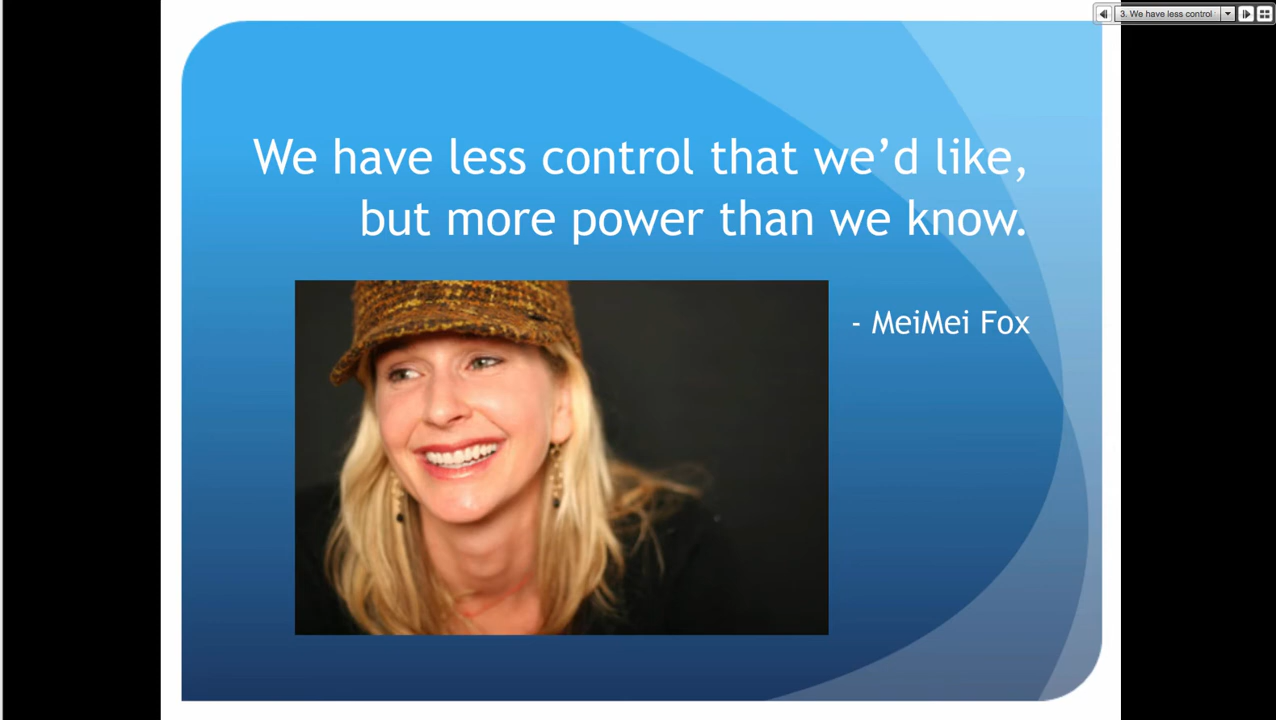 3. We have less control
We have less control that we’d like,
but more power than we know.
- MeiMei Fox